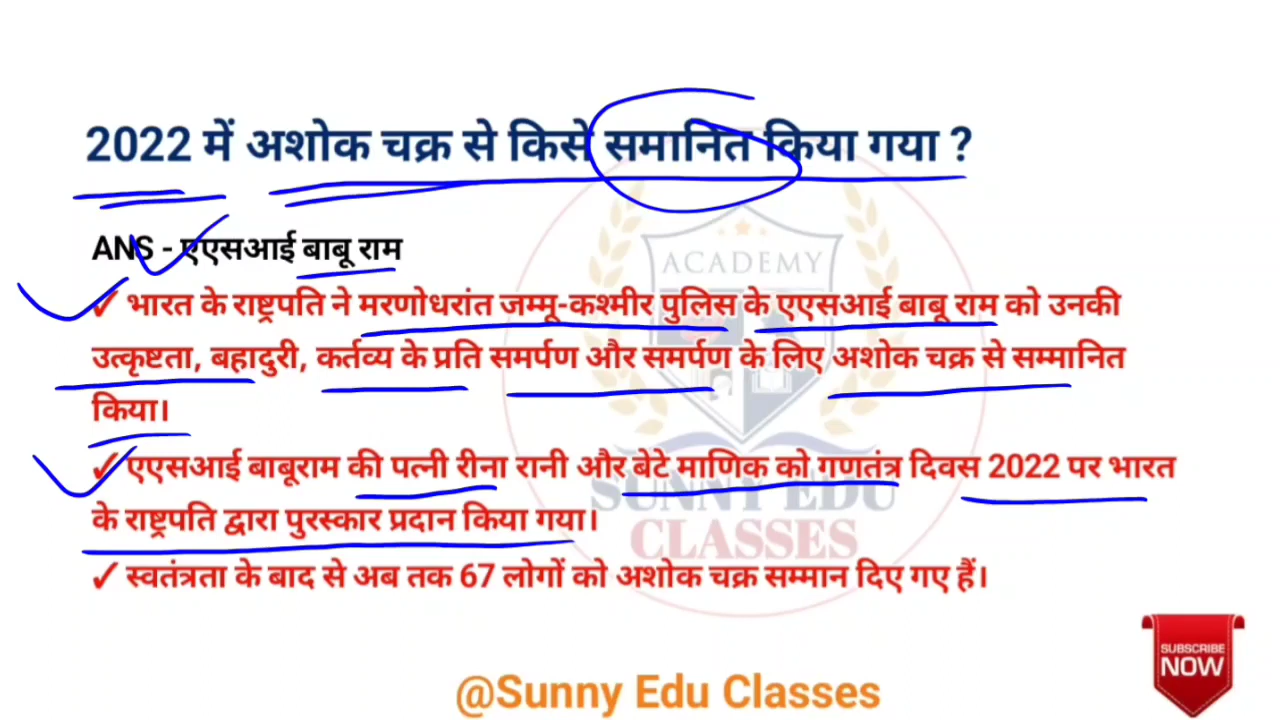 2022 में अशोक चक्र से किसे समानित किया गया ?
ANS - एएसआई बाबू राम
✓ भारत के राष्ट्रपति ने मरणोधरांत जम्मू-कश्मीर पुलिस के एएसआई बाबू राम को उनकी
उत्कृष्टता, बहादुरी, कर्तव्य के प्रति समर्पण और समर्पण के लिए अशोक चक्र से सम्मानित
किया।
✓ एएसआई बाबूराम की पत्नी रीना रानी और बेटे माणिक को गणतंत्र दिवस 2022 पर भारत
के राष्ट्रपति द्वारा पुरस्कार प्रदान किया गया।
✓ स्वतंत्रता के बाद से अब तक 67 लोगों को अशोक चक्र सम्मान दिए गए हैं।
ACADEMY
SUNNY EDU
CLASSES
SUBSCRIBE
NOW
@Sunny Edu Classes